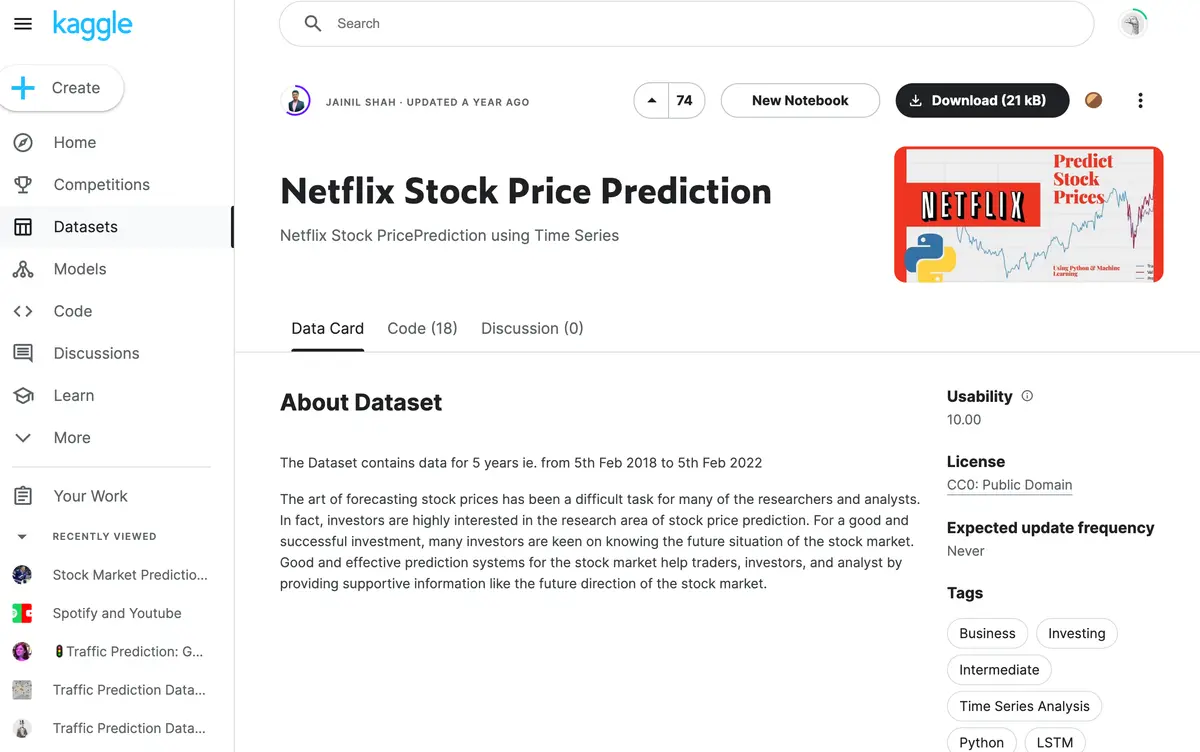 kaggle
Search
Create
Home
Competitions
Datasets
Models
Code
Discussions
Learn
More
Your Work
RECENTLY VIEWED
Stock Market Predictio...
Spotify and Youtube
Traffic Prediction: G...
Traffic Prediction Data...
Traffic Prediction Data...
JAINIL SHAH · UPDATED A YEAR AGO
74
New Notebook
Download (21 kB)
Netflix Stock Price Prediction
Netflix Stock PricePrediction using Time Series
Predict
Stock
Prices
NETFLIX
Using Python & Machine
Learning
Data Card
Code (18)
Discussion (0)
About Dataset
The Dataset contains data for 5 years ie. from 5th Feb 2018 to 5th Feb 2022
The art of forecasting stock prices has been a difficult task for many of the researchers and analysts.
In fact, investors are highly interested in the research area of stock price prediction. For a good and
successful investment, many investors are keen on knowing the future situation of the stock market.
Good and effective prediction systems for the stock market help traders, investors, and analyst by
providing supportive information like the future direction of the stock market.
Usability
10.00
License
CC0: Public Domain
Expected update frequency
Never
Tags
Business
Investing
Intermediate
Time Series Analysis
Python
LSTM